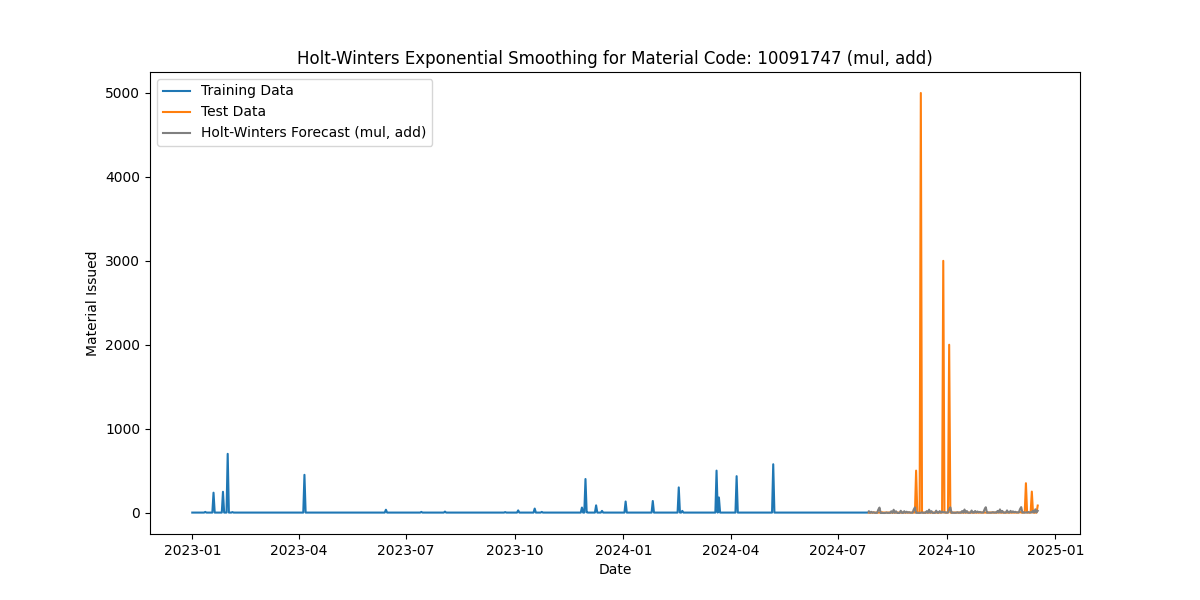 Holt-Winters Exponential Smoothing for Material Code: 10091747 (mul, add)
Training Data
Test Data
Holt-Winters Forecast (mul, add)
5000
4000
3000
2000
1000
0
Material Issued
2023-01 2023-04 2023-07 2023-10 2024-01 2024-04 2024-07 2024-10 2025-01
Date